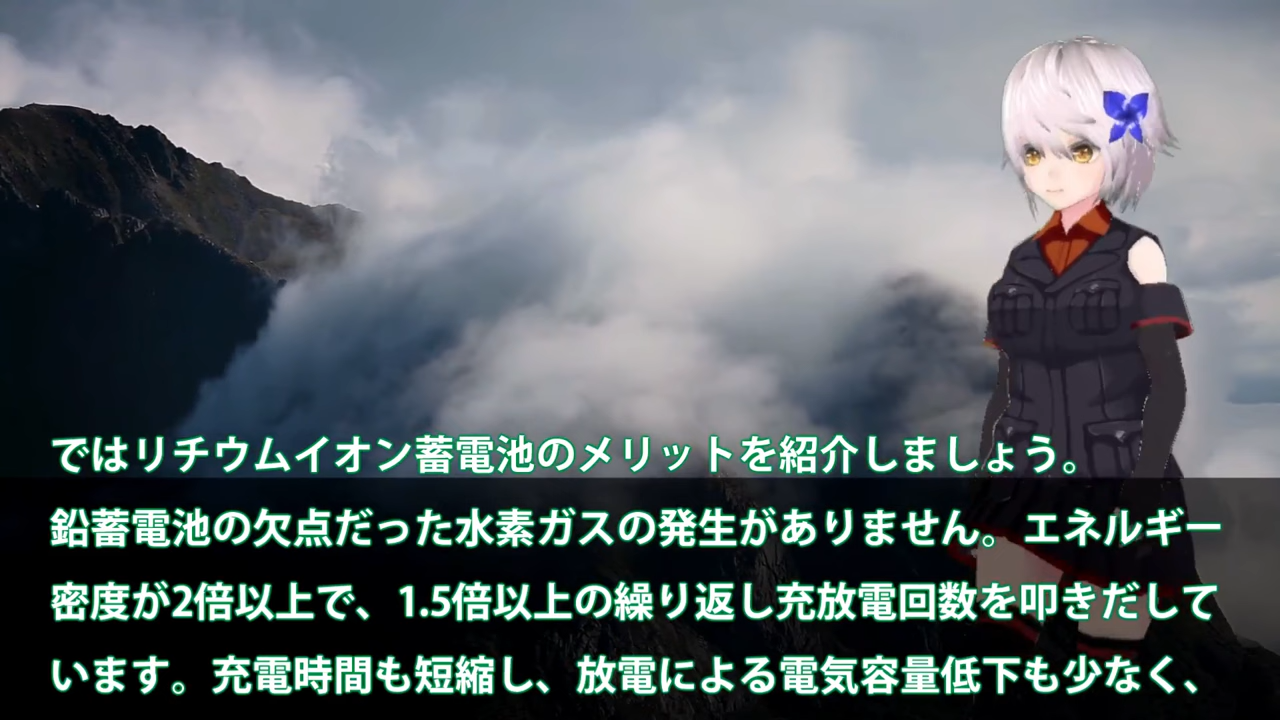 ではリチウムイオン蓄電池のメリットを紹介しましょう。
鉛蓄電池の欠点だった水素ガスの発生がありません。エネルギー
密度が2倍以上で、1.5倍以上の繰り返し充放電回数を叩きだして
います。充電時間も短縮し、放電による電気容量低下も少なく、